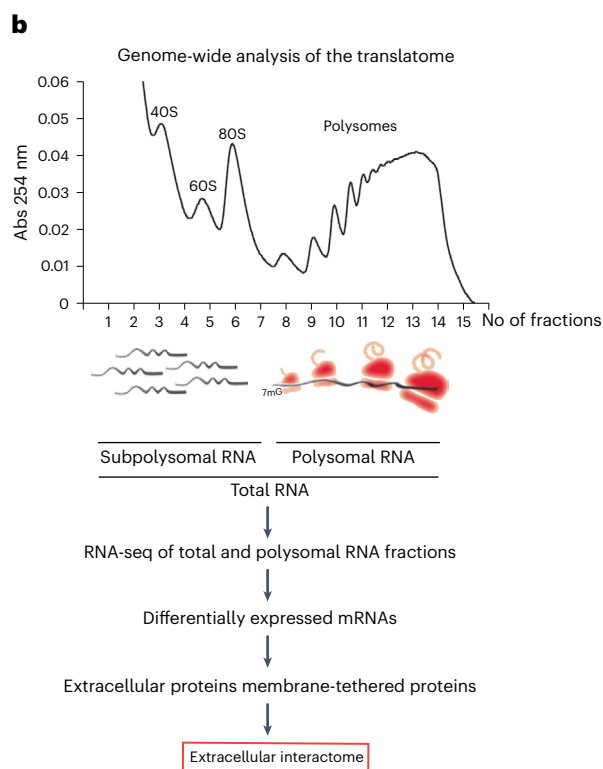 b
Genome-wide analysis of the translatome
0.06
0.05
0.04
0.03
0.02
0.01
0
Abs 254 nm
40S
60S
80S
Polysomes
1 2 3 4 5 6 7 8 9 10 11 12 13 14 15 No of fractions
7mG
Subpolysomal RNA Polysomal RNA
Total RNA
RNA-seq of total and polysomal RNA fractions
Differentially expressed mRNAs
Extracellular proteins membrane-tethered proteins
Extracellular interactome